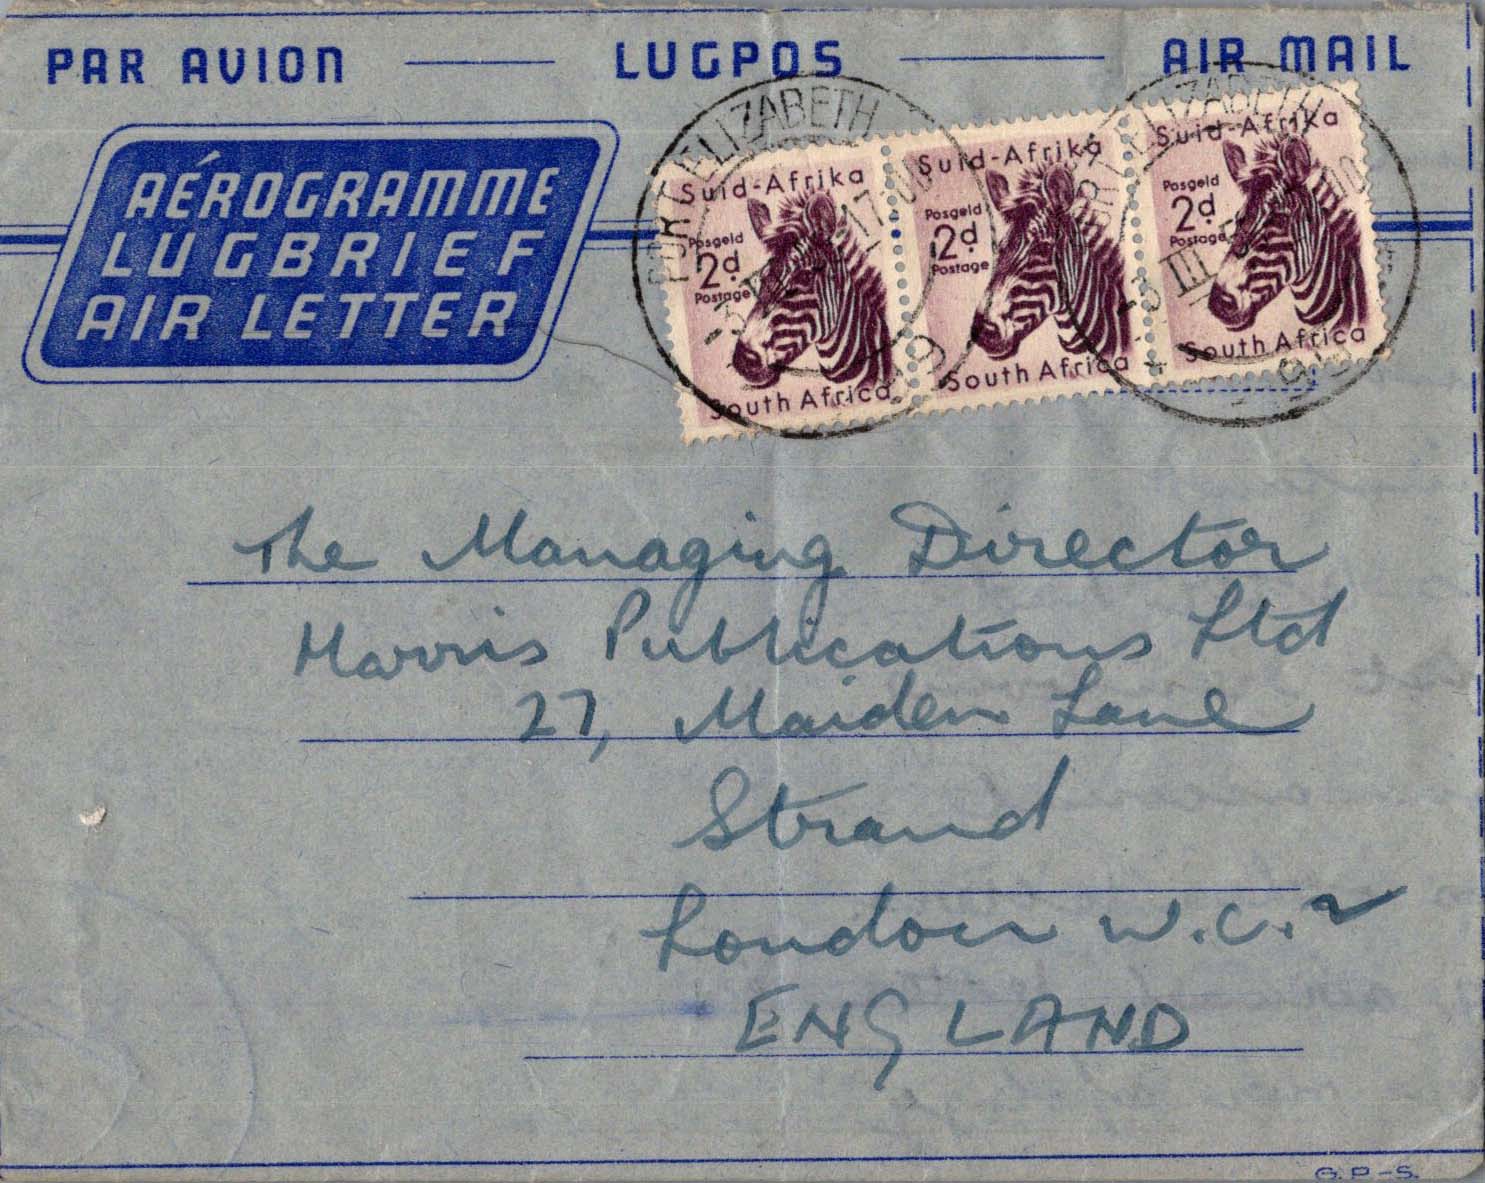 PAR AVION — LUGPOS — AIR MAIL
AÉROGRAMME
LUGBRIEF
AIR LETTER
PORT ELIZABETH
Suid-Afrika
Posgeld
2d.
Postage
South Africa
Suid-Afrika
Posgeld
2d.
Postage
South Africa
ELIZABETH
Suid-Afrika
Posgeld
2d.
Postage
South Africa
The Managing Director
Harris Publications Ltd
27, Maiden Lane
Strand
London W.C.2
ENGLAND
G.P.-S.